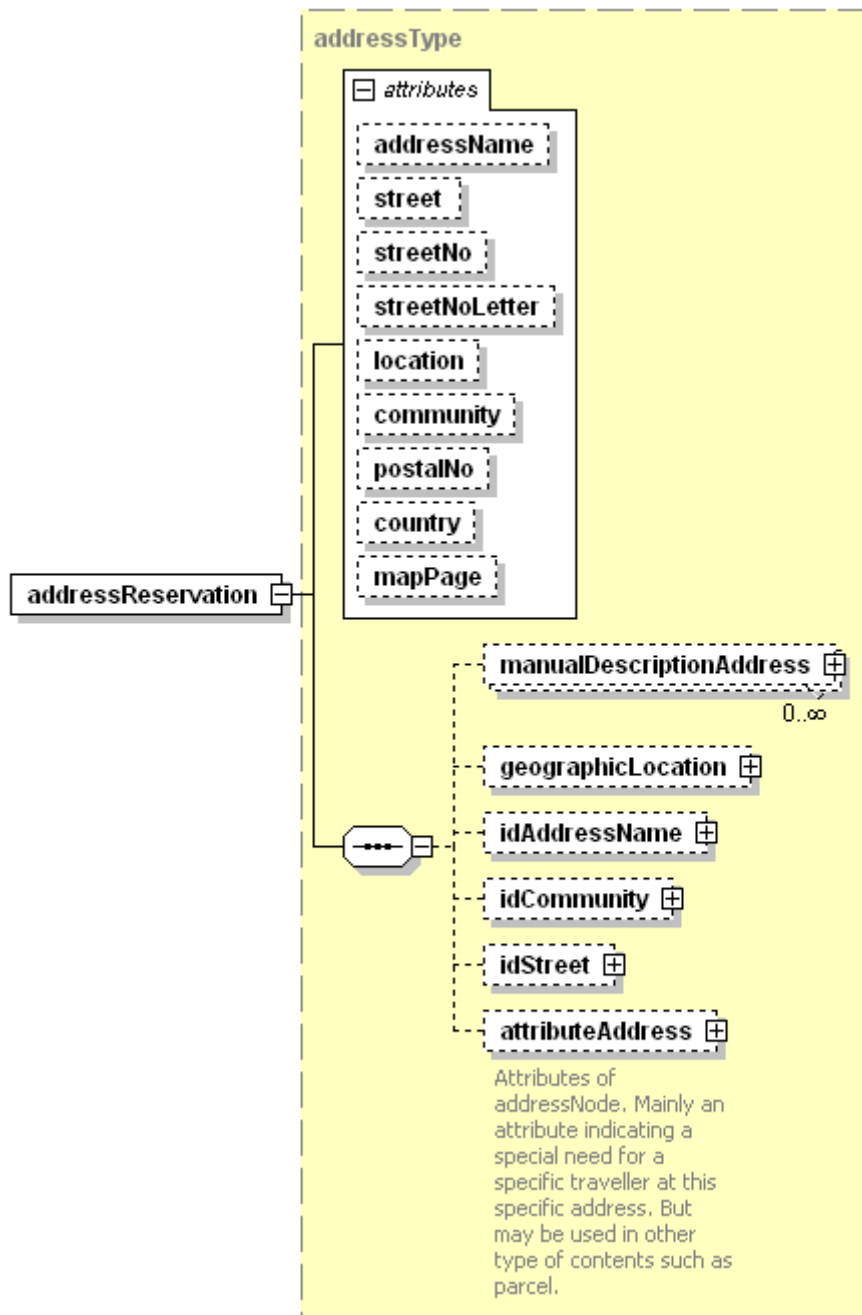 addressType
attributes
addressName
street
streetNo
streetNoLetter
location
community
postalNo
country
mapPage
addressReservation
manualDescriptionAddress
0..∞
geographicLocation
idAddressName
idCommunity
idStreet
attributeAddress
Attributes of
addressNode. Mainly an
attribute indicating a
special need for a
specific traveller at this
specific address. But
may be used in other
type of contents such as
parcel.